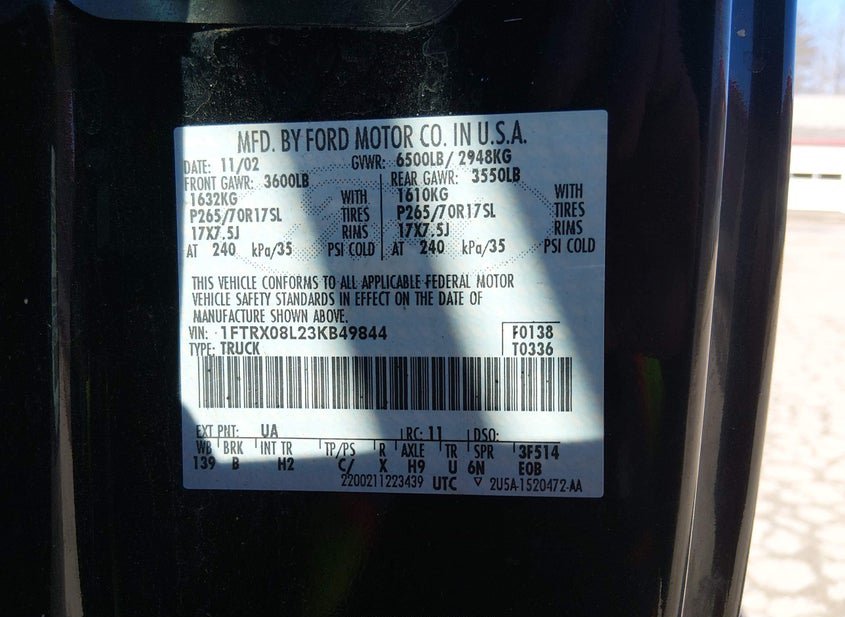 MFD. BY FORD MOTOR CO. IN U.S.A.
DATE: 11/02 GVWR: 6500LB/ 2948KG
FRONT GAWR: 3600LB REAR GAWR: 3550LB
1632KG WITH 1610KG WITH
P265/70R17SL TIRES P265/70R17SL TIRES
17X7.5J RIMS 17X7.5J RIMS
AT 240 kPa/35 PSI COLD AT 240 kPa/35 PSI COLD
THIS VEHICLE CONFORMS TO ALL APPLICABLE FEDERAL MOTOR
VEHICLE SAFETY STANDARDS IN EFFECT ON THE DATE OF
MANUFACTURE SHOWN ABOVE.
VIN: 1FTRX08L23KB49844 F0138
TYPE: TRUCK T0336
EXT PNT: UA RC: 11 DSO:
WB BRK INT TR TP/PS R AXLE TR SPR 3F514
139 B H2 C/ X H9 U 6N EOB
2200211223439 UTC ▽ 2U5A-1520472-AA